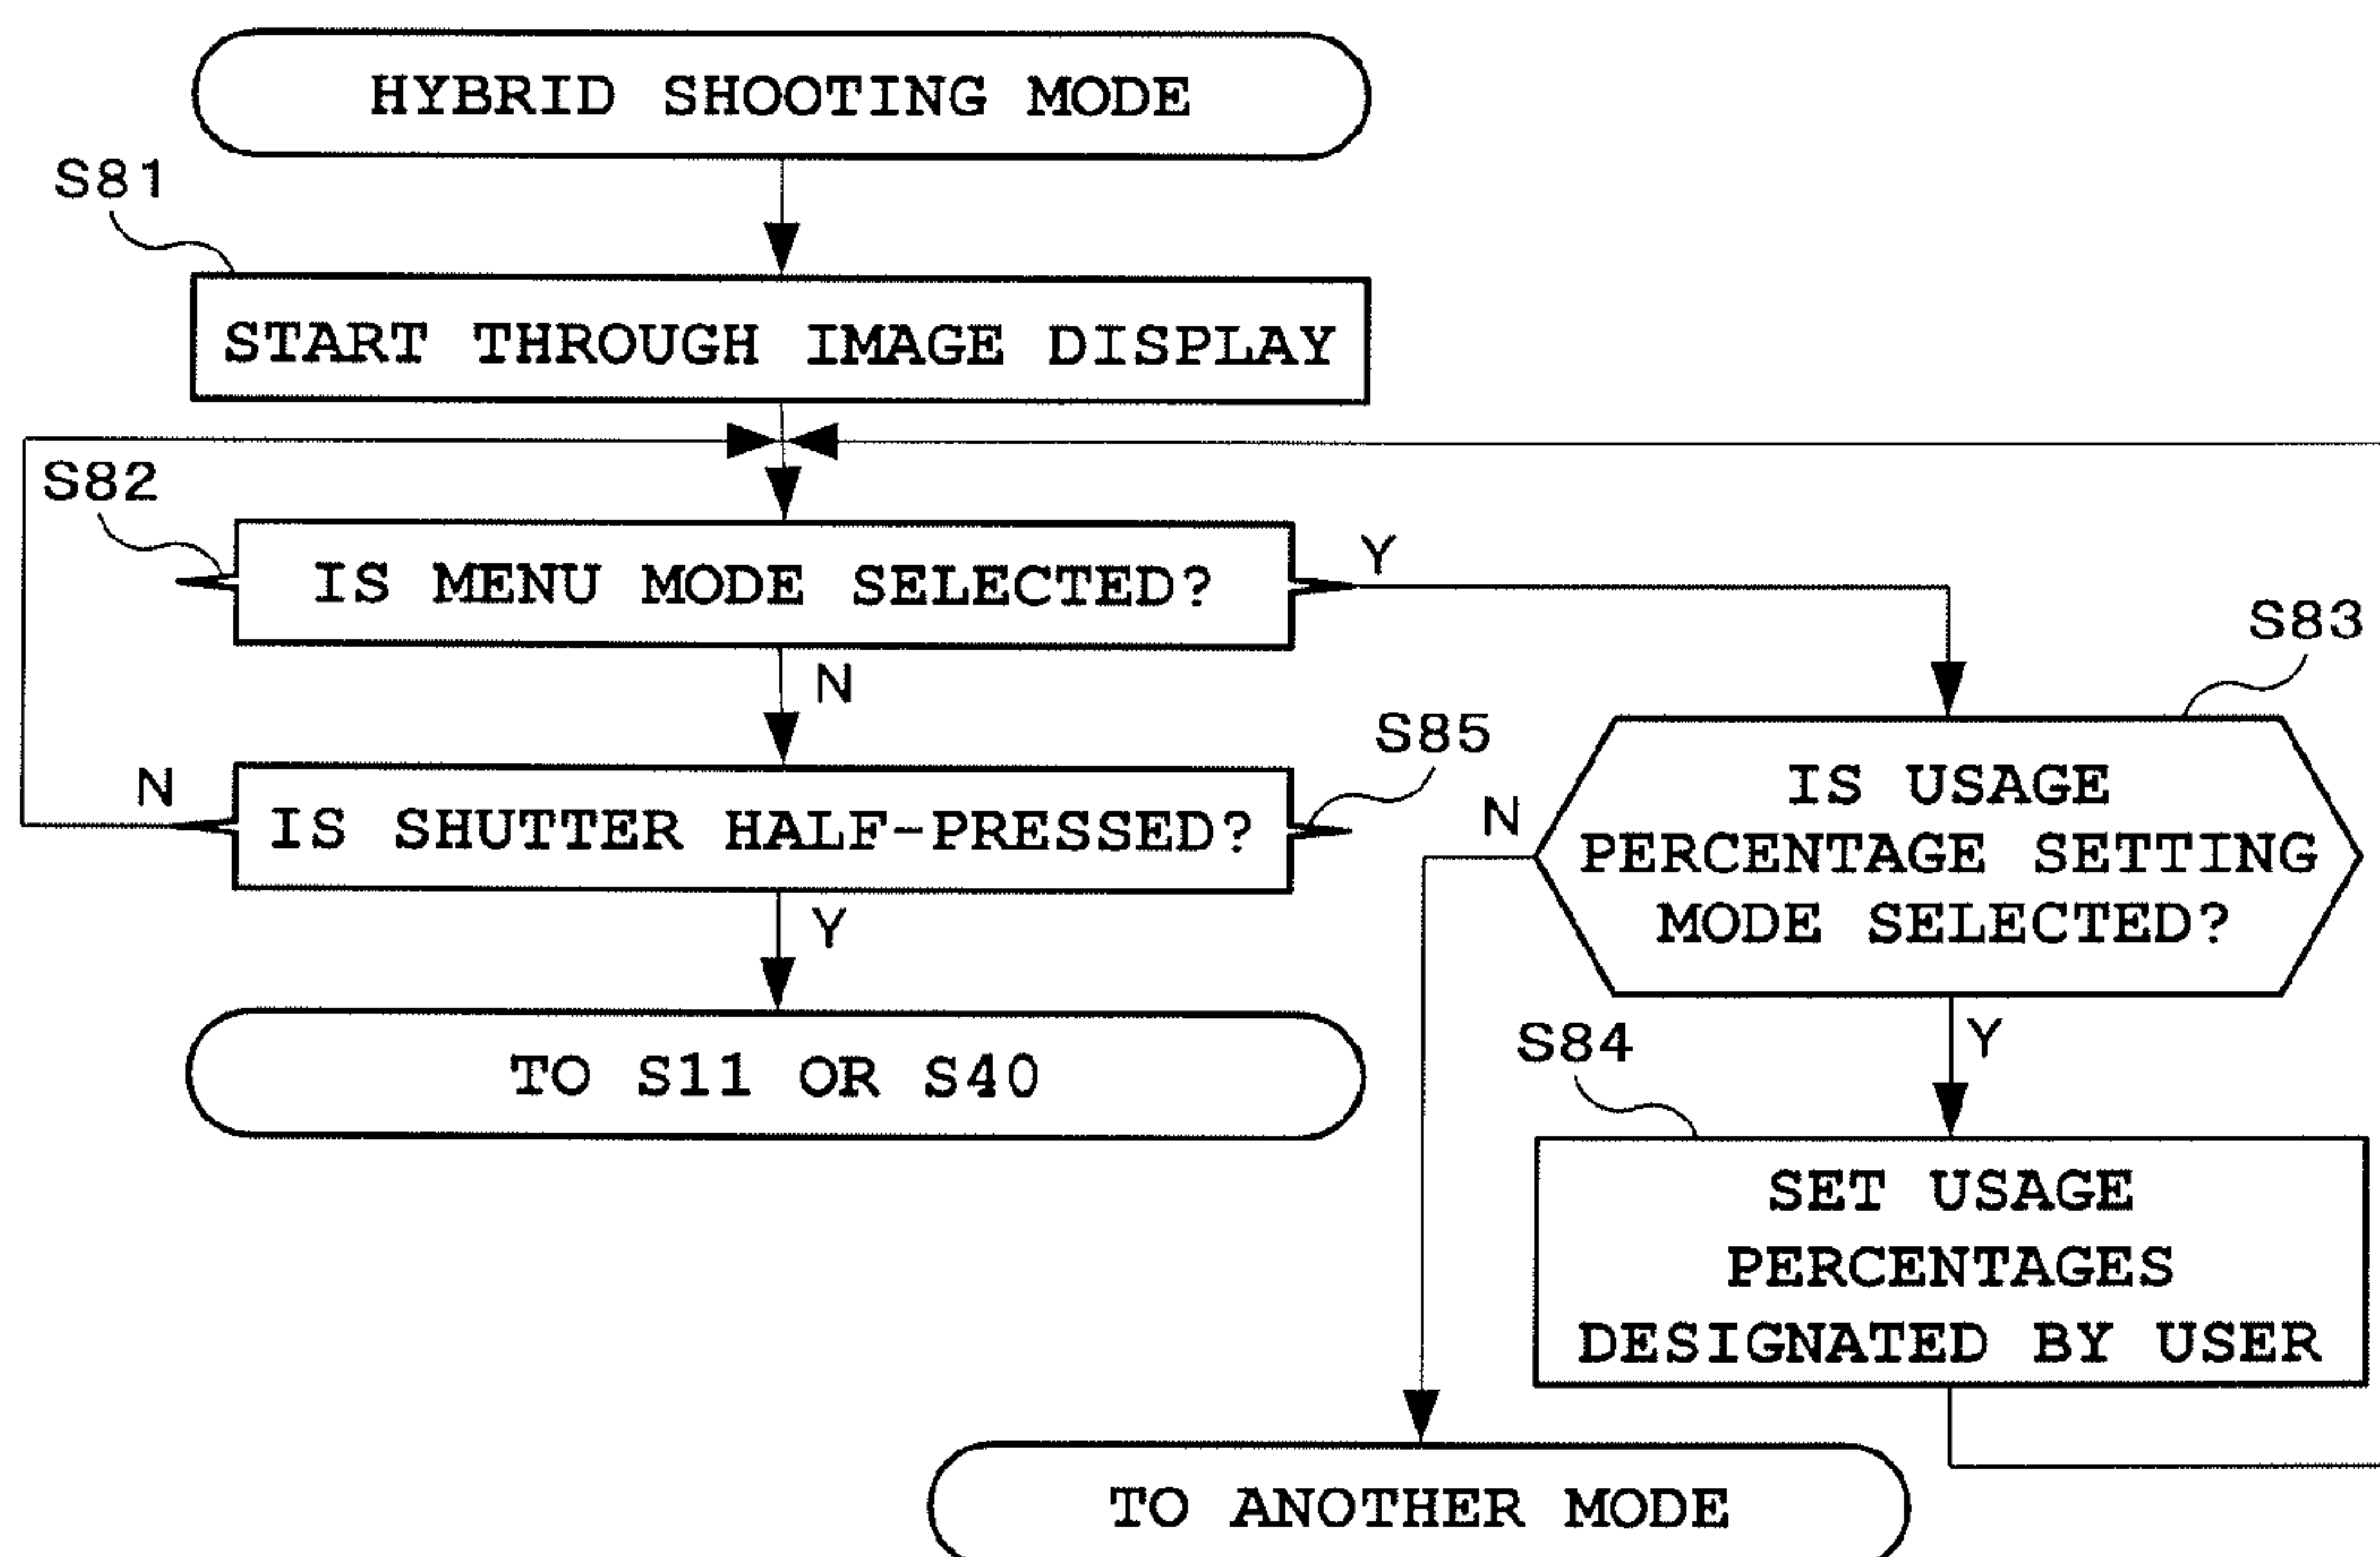 HYBRID SHOOTING MODE
S81
START THROUGH IMAGE DISPLAY
S82
IS MENU MODE SELECTED?
Y
N
S83
S85
N
IS SHUTTER HALF-PRESSED?
Y
N
IS USAGE
PERCENTAGE SETTING
MODE SELECTED?
Y
TO S11 OR S40
S84
SET USAGE
PERCENTAGES
DESIGNATED BY USER
TO ANOTHER MODE